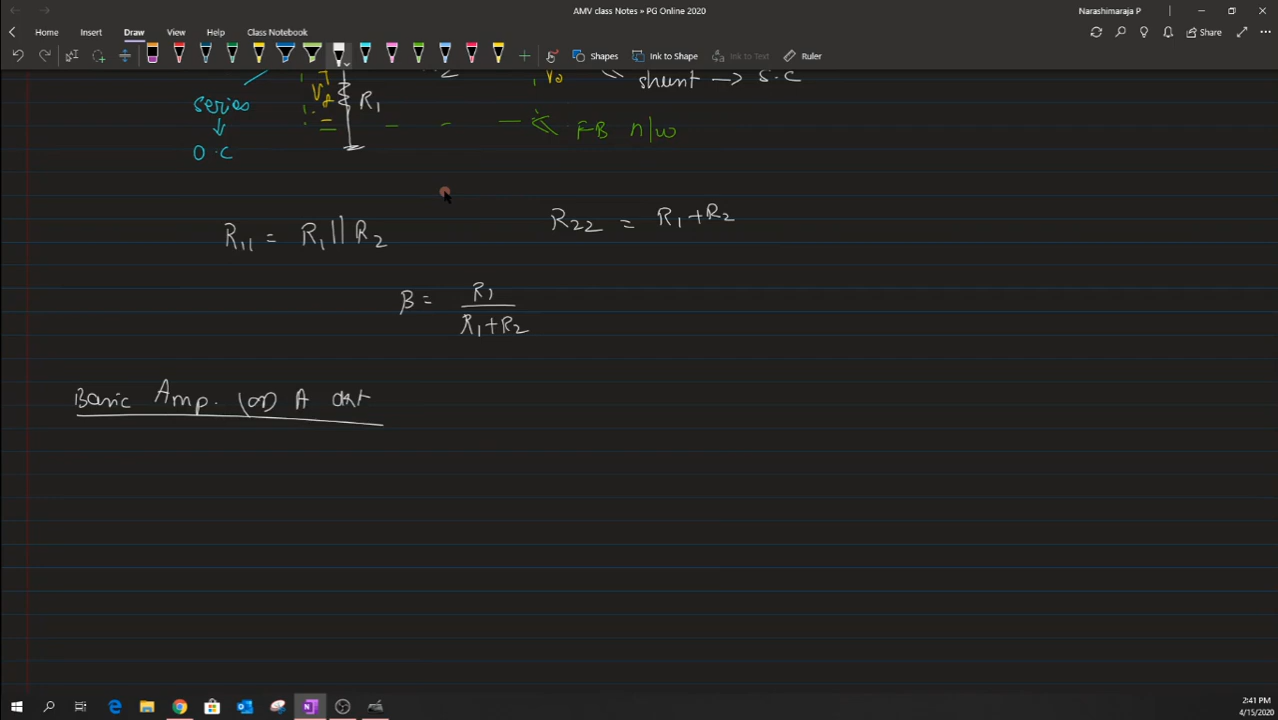 AMV class Notes » PG Online 2020
Narashimaraja P
Home Insert Draw View Help Class Notebook
Share
Shapes
Ink to Shape
Ink to Text
Ruler
series
↓
O.C
R1
Vo
shunt → S.C
FB n/w
R11 = R1||R2
R22 = R1+R2
β = R1
R1+R2
Basic Amp. (or) A ckt
2:41 PM
4/15/2020